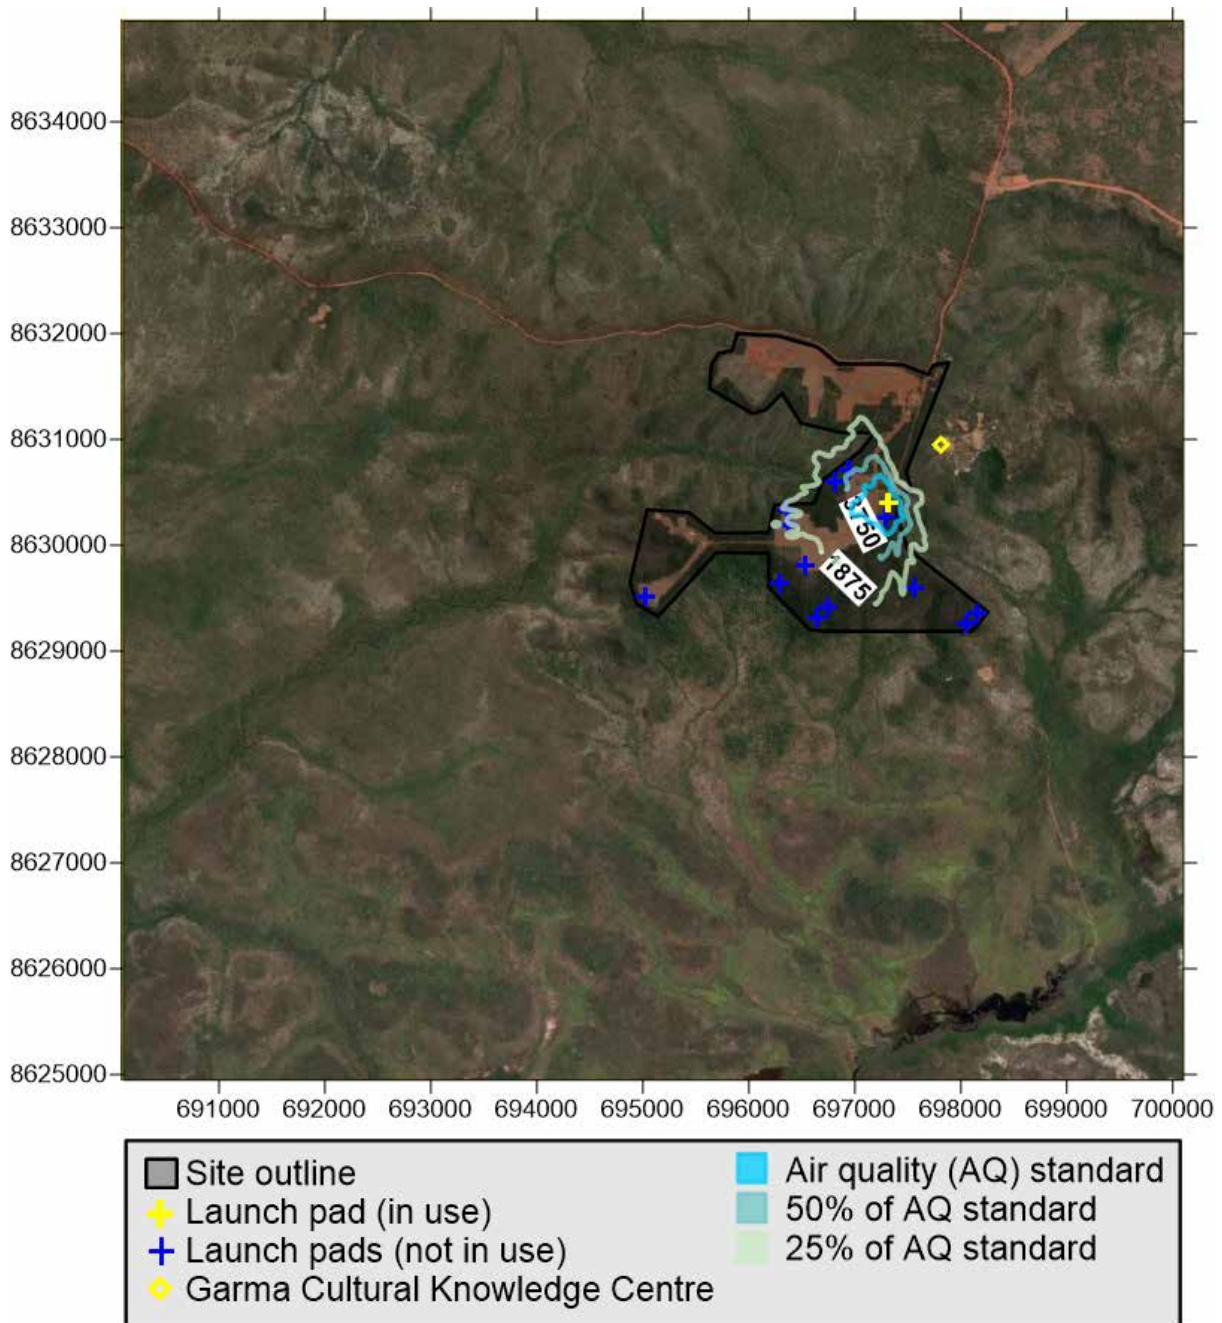 8634000
8633000
8632000
8631000
8630000
8629000
8628000
8627000
8626000
8625000
3750
1875
691000 692000 693000 694000 695000 696000 697000 698000 699000 700000
Site outline
Launch pad (in use)
Launch pads (not in use)
Garma Cultural Knowledge Centre
Air quality (AQ) standard
50% of AQ standard
25% of AQ standard